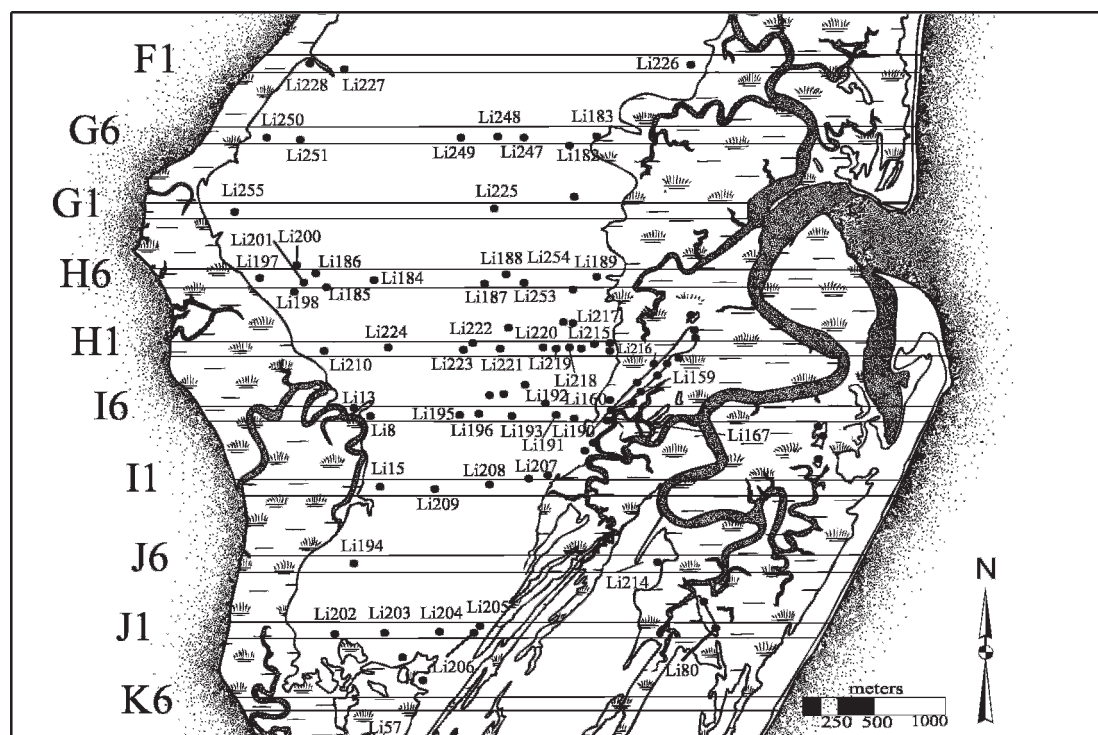 F1
Li226
Li228 Li227
Li250 Li248 Li183
G6
Li251 Li249 Li247 Li182
Li255 Li225
G1
Li201 Li200
Li197 Li186 Li188 Li254 Li189
H6 Li184
Li198 Li185 Li187 Li253
Li217
Li224 Li222 Li220 Li215
H1
Li210 Li223 Li221 Li219 Li216
Li218 Li159
Li13 Li192 Li160
I6 Li195
Li8 Li196 Li193 Li190 Li167
Li191
Li15 Li208 Li207
I1
Li209
Li194
J6 N
Li214
Li202 Li203 Li204 Li205
J1
Li206 Li80
meters
K6
250 500 1000
Li57